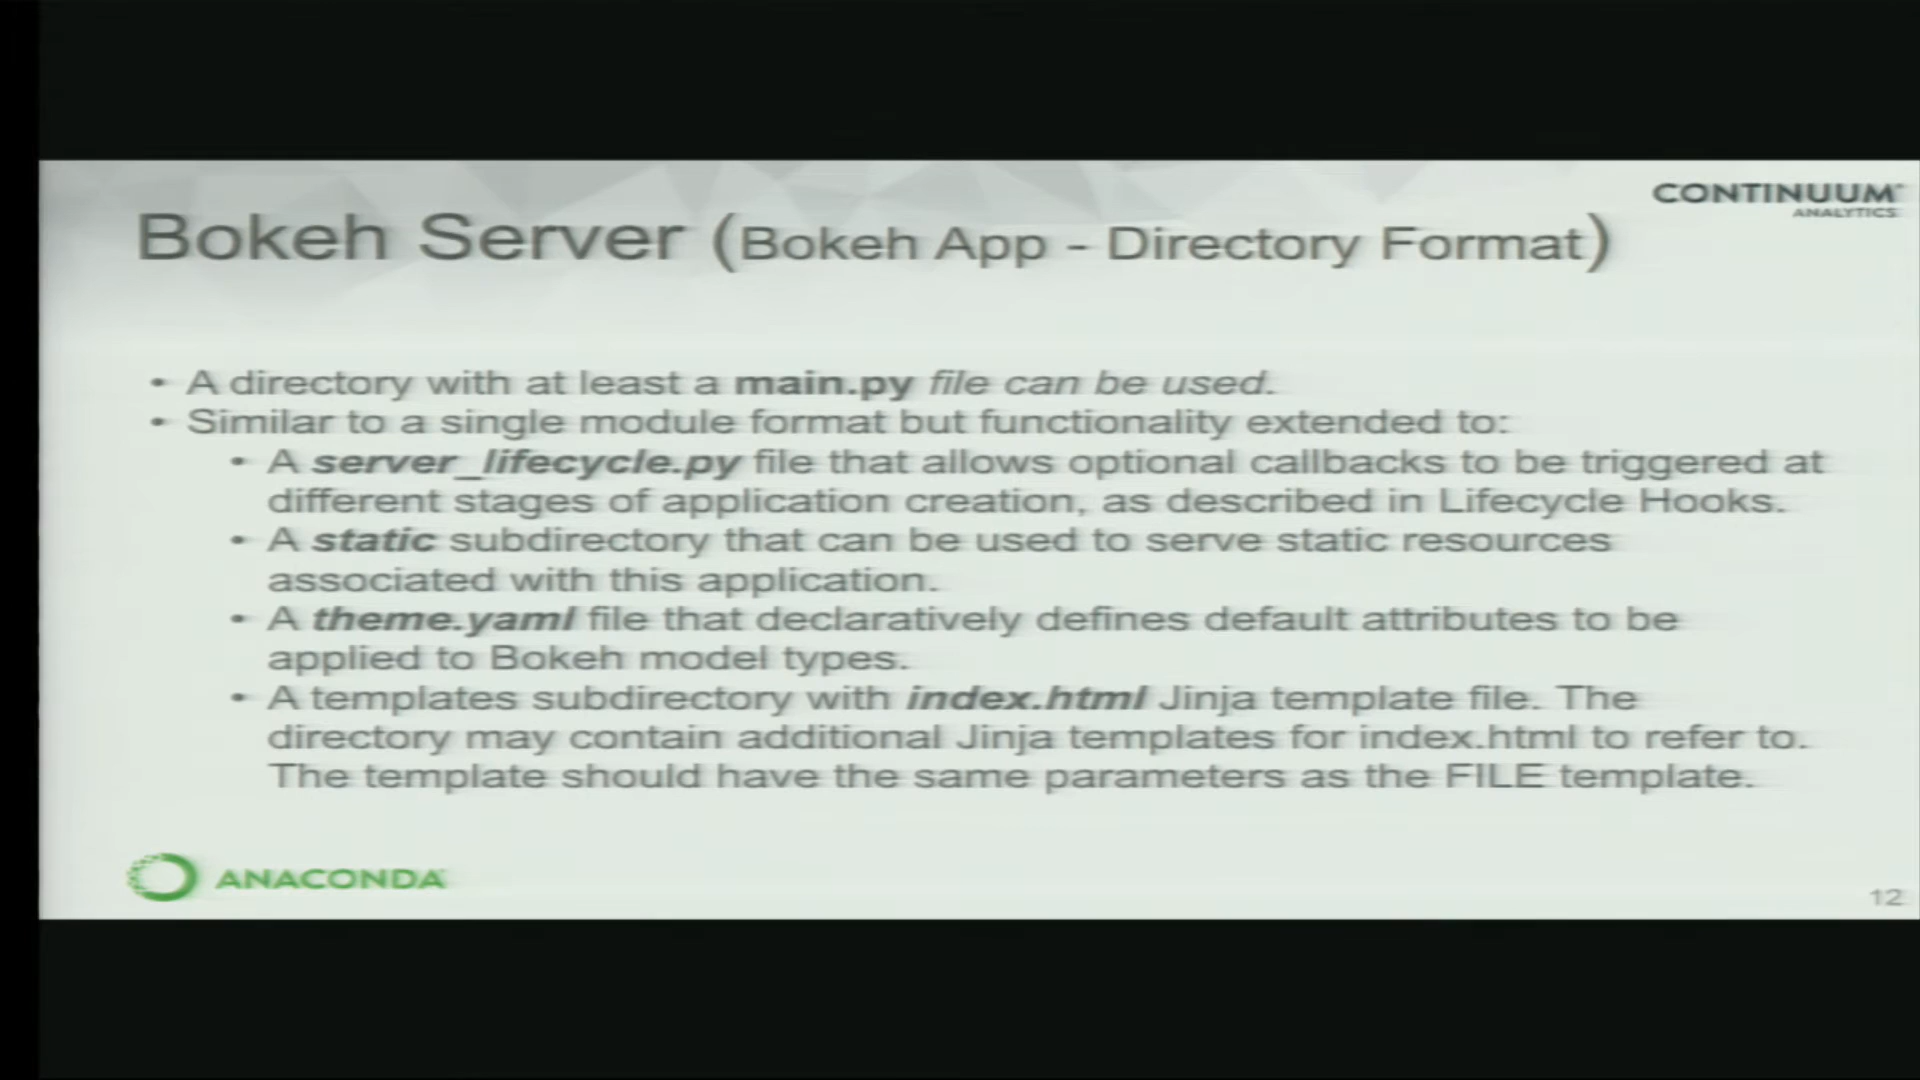 CONTINUUM
ANALYTICS
Bokeh Server (Bokeh App - Directory Format)
• A directory with at least a main.py file can be used.
• Similar to a single module format but functionality extended to:
• A server_lifecycle.py file that allows optional callbacks to be triggered at
different stages of application creation, as described in Lifecycle Hooks.
• A static subdirectory that can be used to serve static resources
associated with this application.
• A theme.yaml file that declaratively defines default attributes to be
applied to Bokeh model types.
• A templates subdirectory with index.html Jinja template file. The
directory may contain additional Jinja templates for index.html to refer to.
The template should have the same parameters as the FILE template.
ANACONDA
12